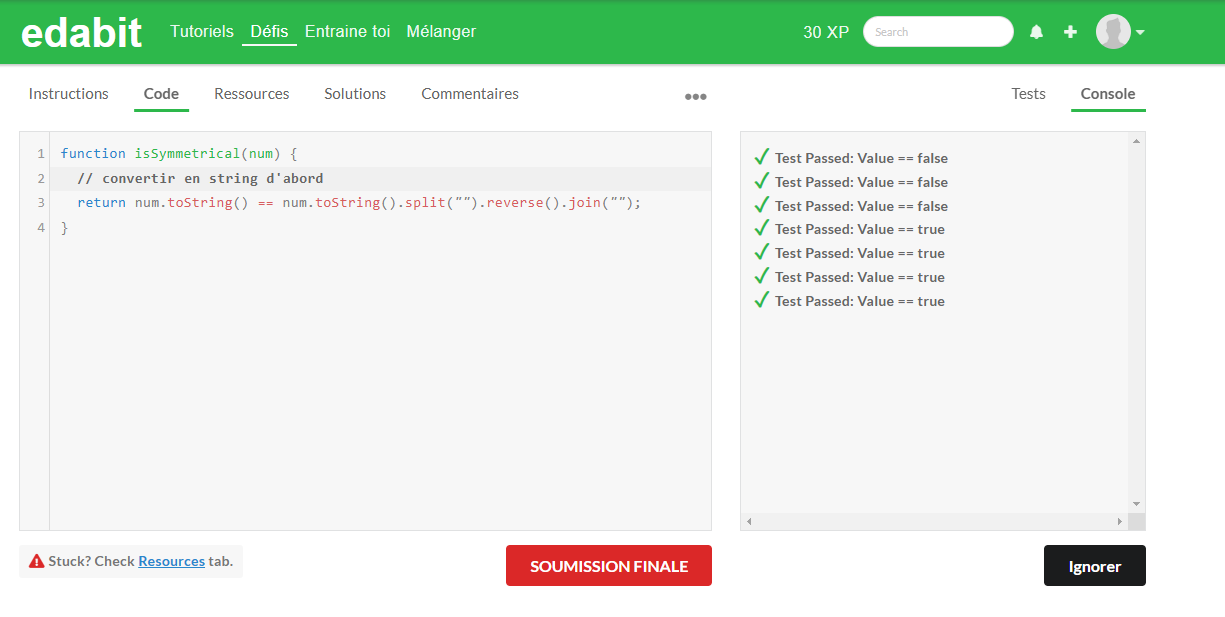 edabit Tutoriels Défis Entraine toi Mélanger 30 XP Search
Instructions Code Ressources Solutions Commentaires Tests Console
1 function isSymmetrical(num) {
2 // convertir en string d'abord
3 return num.toString() == num.toString().split("").reverse().join("");
4 }
Test Passed: Value == false
Test Passed: Value == false
Test Passed: Value == false
Test Passed: Value == true
Test Passed: Value == true
Test Passed: Value == true
Test Passed: Value == true
Stuck? Check Resources tab.
SOUMISSION FINALE
Ignorer